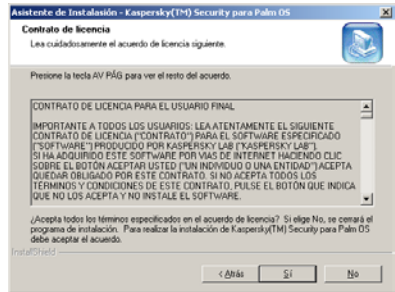 Asistente de Instalasión - Kaspersky(TM) Security para Palm OS
Contrato de licencia
Lea cuidadosamente el acuerdo de licencia siguiente.
Presione la tecla AV PÁG para ver el resto del acuerdo.
CONTRATO DE LICENCIA PARA EL USUARIO FINAL
IMPORTANTE A TODOS LOS USUARIOS: LEA ATENTAMENTE EL SIGUIENTE
CONTRATO DE LICENCIA ("CONTRATO") PARA EL SOFTWARE ESPECIFICADO
("SOFTWARE") PRODUCIDO POR KASPERSKY LAB ("KASPERSKY LAB").
SI HA ADQUIRIDO ESTE SOFTWARE POR VIAS DE INTERNET HACIENDO CLIC
SOBRE EL BOTÓN ACEPTAR USTED ("UN INDIVIDUO O UNA ENTIDAD") ACEPTA
QUEDAR OBLIGADO POR ESTE CONTRATO. SI NO ACEPTA TODOS LOS
TÉRMINOS Y CONDICIONES DE ESTE CONTRATO, PULSE EL BOTÓN QUE INDICA
QUE NO LOS ACEPTA Y NO INSTALE EL SOFTWARE.
¿Acepta todos los términos especificados en el acuerdo de licencia? Si elige No, se cerrará el
programa de instalación. Para realizar la instalación de Kaspersky(TM) Security para Palm OS
debe aceptar el acuerdo.
InstallShield
< Atrás Sí No